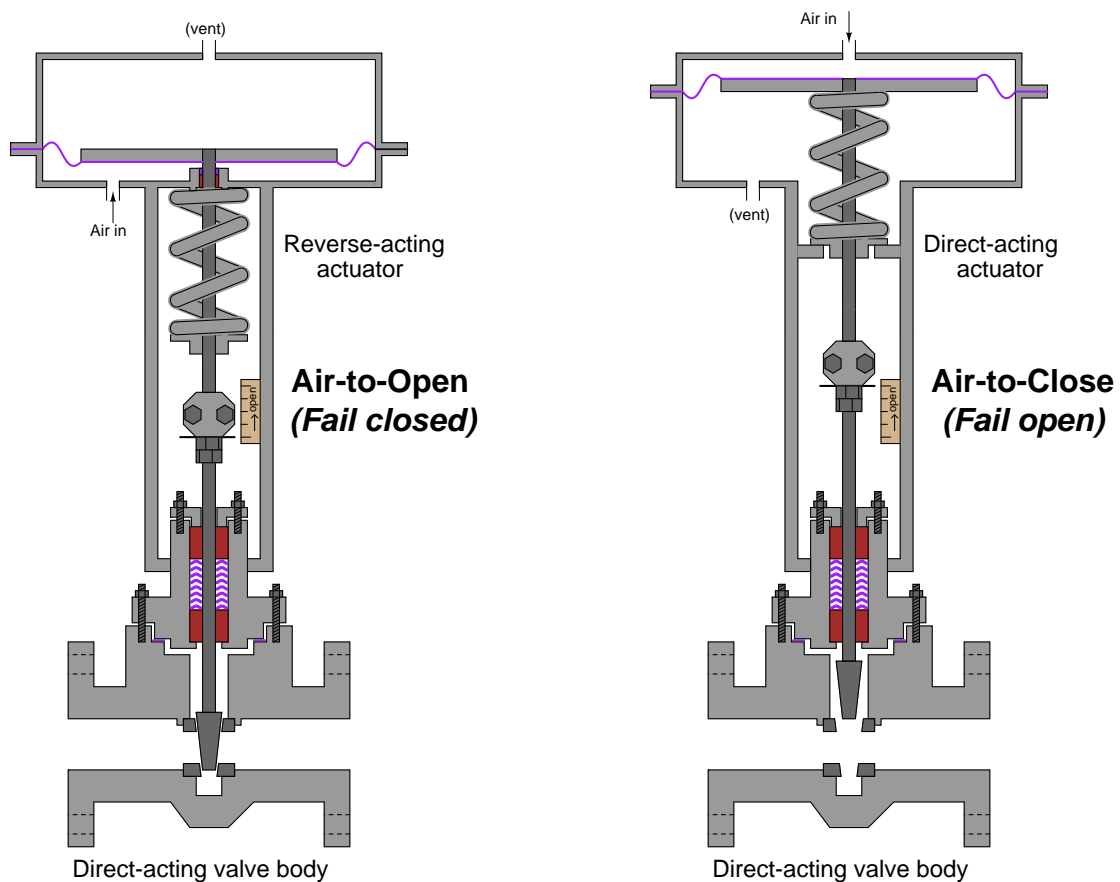 (vent)
Air in
Reverse-acting
actuator
Air-to-Open
(Fail closed)
open
Direct-acting valve body
Air in
(vent)
Direct-acting
actuator
Air-to-Close
(Fail open)
open
Direct-acting valve body